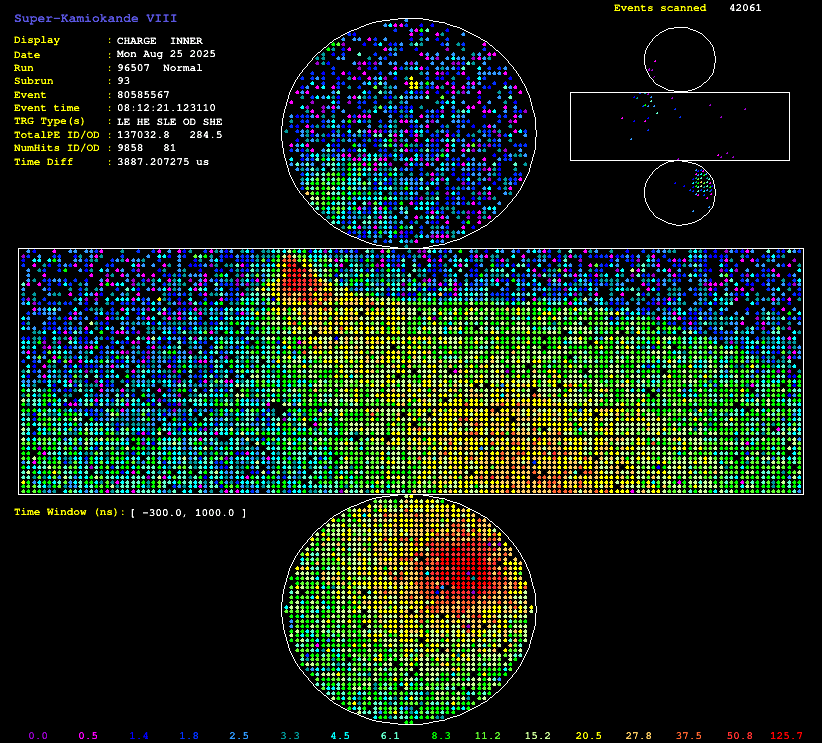 Super-Kamiokande VIII
Events scanned 42061
Display : CHARGE INNER
Date : Mon Aug 25 2025
Run : 96507 Normal
Subrun : 93
Event : 80585567
Event time : 08:12:21.123110
TRG Type(s) : LE HE SLE OD SHE
TotalPE ID/OD : 137032.8 284.5
NumHits ID/OD : 9858 81
Time Diff : 3887.207275 us
Time Window (ns): [ -300.0, 1000.0 ]
0.0 0.5 1.4 1.8 2.5 3.3 4.5 6.1 8.3 11.2 15.2 20.5 27.8 37.5 50.8 125.7